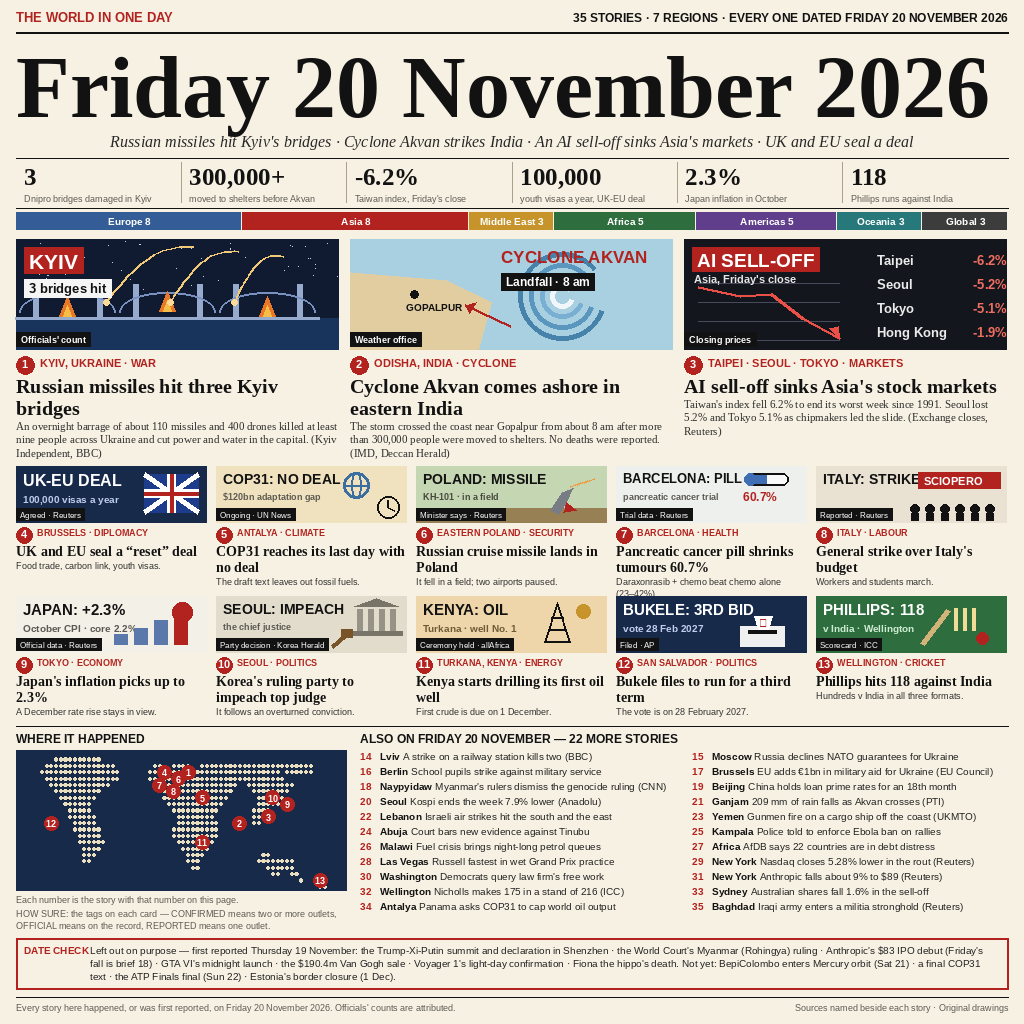 THE WORLD IN ONE DAY
35 STORIES · 7 REGIONS · EVERY ONE DATED FRIDAY 20 NOVEMBER 2026
Friday 20 November 2026
Russian missiles hit Kyiv's bridges · Cyclone Akvan strikes India · An AI sell-off sinks Asia's markets · UK and EU seal a deal
3
Dnipro bridges damaged in Kyiv
300,000+
moved to shelters before Akvan
-6.2%
Taiwan index, Friday's close
100,000
youth visas a year, UK-EU deal
2.3%
Japan inflation in October
118
Phillips runs against India
Europe 8
Asia 8
Middle East 3
Africa 5
Americas 5
Oceania 3
Global 3
KYIV
3 bridges hit
Officials' count
CYCLONE AKVAN
Landfall · 8 am
GOPALPUR
Weather office
AI SELL-OFF
Asia, Friday's close
Taipei -6.2%
Seoul -5.2%
Tokyo -5.1%
Hong Kong -1.9%
Closing prices
1 KYIV, UKRAINE · WAR
Russian missiles hit three Kyiv
bridges
An overnight barrage of about 110 missiles and 400 drones killed at least
nine people across Ukraine and cut power and water in the capital. (Kyiv
Independent, BBC)
2 ODISHA, INDIA · CYCLONE
Cyclone Akvan comes ashore in
eastern India
The storm crossed the coast near Gopalpur from about 8 am after more
than 300,000 people were moved to shelters. No deaths were reported.
(IMD, Deccan Herald)
3 TAIPEI · SEOUL · TOKYO · MARKETS
AI sell-off sinks Asia's stock markets
Taiwan's index fell 6.2% to end its worst week since 1991. Seoul lost
5.2% and Tokyo 5.1% as chipmakers led the slide. (Exchange closes,
Reuters)
UK-EU DEAL
100,000 visas a year
Agreed · Reuters
4 BRUSSELS · DIPLOMACY
UK and EU seal a “reset” deal
Food trade, carbon link, youth visas.
COP31: NO DEAL
$120bn adaptation gap
Ongoing · UN News
5 ANTALYA · CLIMATE
COP31 reaches its last day with
no deal
The draft text leaves out fossil fuels.
POLAND: MISSILE
KH-101 · in a field
Minister says · Reuters
6 EASTERN POLAND · SECURITY
Russian cruise missile lands in
Poland
It fell in a field; two airports paused.
BARCELONA: PILL
pancreatic cancer trial
60.7%
Trial data · Reuters
7 BARCELONA · HEALTH
Pancreatic cancer pill shrinks
tumours 60.7%
Daraxonrasib + chemo beat chemo alone
(23–42%)
ITALY: STRIKE
SCIOPERO
Reported · Reuters
8 ITALY · LABOUR
General strike over Italy's
budget
Workers and students march.
JAPAN: +2.3%
October CPI · core 2.2%
Official data · Reuters
9 TOKYO · ECONOMY
Japan's inflation picks up to
2.3%
A December rate rise stays in view.
SEOUL: IMPEACH
the chief justice
Party decision · Korea Herald
10 SEOUL · POLITICS
Korea's ruling party to
impeach top judge
It follows an overturned conviction.
KENYA: OIL
Turkana · well No. 1
Ceremony held · allAfrica
11 TURKANA, KENYA · ENERGY
Kenya starts drilling its first oil
well
First crude is due on 1 December.
BUKELE: 3RD BID
vote 28 Feb 2027
Filed · AP
12 SAN SALVADOR · POLITICS
Bukele files to run for a third
term
The vote is on 28 February 2027.
PHILLIPS: 118
v India · Wellington
Scorecard · ICC
13 WELLINGTON · CRICKET
Phillips hits 118 against India
Hundreds v India in all three formats.
WHERE IT HAPPENED
4
1
6
7
8
5
10
9
12
2
3
11
13
Each number is the story with that number on this page.
HOW SURE: the tags on each card — CONFIRMED means two or more outlets,
OFFICIAL means on the record, REPORTED means one outlet.
ALSO ON FRIDAY 20 NOVEMBER — 22 MORE STORIES
14 Lviv A strike on a railway station kills two (BBC)
15 Moscow Russia declines NATO guarantees for Ukraine
16 Berlin School pupils strike against military service
17 Brussels EU adds €1bn in military aid for Ukraine (EU Council)
18 Naypyidaw Myanmar's rulers dismiss the genocide ruling (CNN)
19 Beijing China holds loan prime rates for an 18th month
20 Seoul Kospi ends the week 7.9% lower (Anadolu)
21 Ganjam 209 mm of rain falls as Akvan crosses (PTI)
22 Lebanon Israeli air strikes hit the south and the east
23 Yemen Gunmen fire on a cargo ship off the coast (UKMTO)
24 Abuja Court bars new evidence against Tinubu
25 Kampala Police told to enforce Ebola ban on rallies
26 Malawi Fuel crisis brings night-long petrol queues
27 Africa AfDB says 22 countries are in debt distress
28 Las Vegas Russell fastest in wet Grand Prix practice
29 New York Nasdaq closes 5.28% lower in the rout (Reuters)
30 Washington Democrats query law firm's free work
31 New York Anthropic falls about 9% to $89 (Reuters)
32 Wellington Nicholls makes 175 in a stand of 216 (ICC)
33 Sydney Australian shares fall 1.6% in the sell-off
34 Antalya Panama asks COP31 to cap world oil output
35 Baghdad Iraqi army enters a militia stronghold (Reuters)
DATE CHECK Left out on purpose — first reported Thursday 19 November: the Trump-Xi-Putin summit and declaration in Shenzhen · the World Court's Myanmar (Rohingya) ruling · Anthropic's $83 IPO debut (Friday's
fall is brief 18) · GTA VI's midnight launch · the $190.4m Van Gogh sale · Voyager 1's light-day confirmation · Fiona the hippo's death. Not yet: BepiColombo enters Mercury orbit (Sat 21) · a final COP31
text · the ATP Finals final (Sun 22) · Estonia's border closure (1 Dec).
Every story here happened, or was first reported, on Friday 20 November 2026. Officials' counts are attributed.
Sources named beside each story · Original drawings